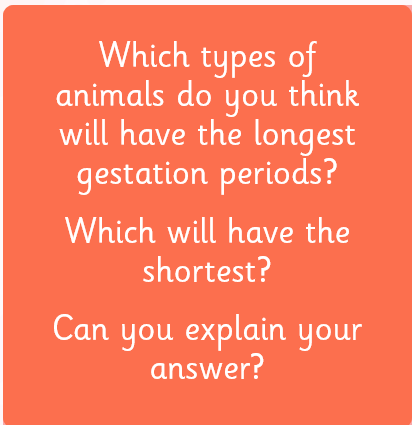 Which types of
animals do you think
will have the longest
gestation periods?
Which will have the
shortest?
Can you explain your
answer?